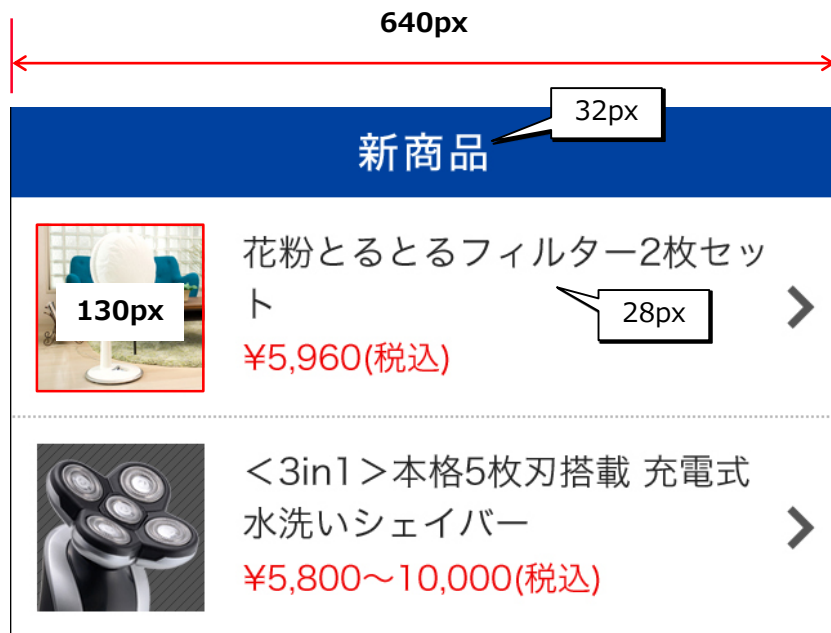 640px
32px
新商品
130px
花粉とるとるフィルター2枚セッ
ト
28px
¥5,960(税込)
＜3in1＞本格5枚刃搭載 充電式
水洗いシェイバー
¥5,800～10,000(税込)